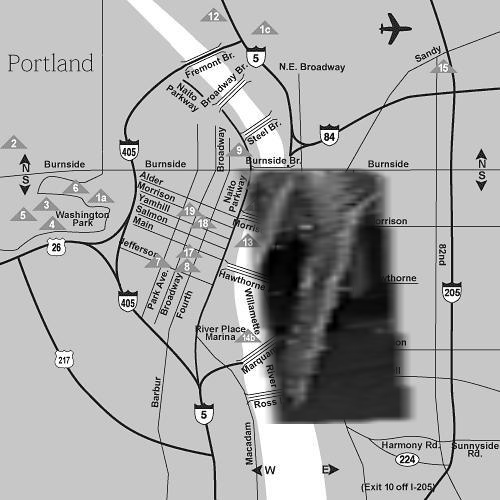 12
1c
Portland
Fremont Br.
5
Sandy
15
N.E. Broadway
Broadway Br.
Naito
Parkway
Steel Br.
84
405
Broadway
9
2
N
S
Burnside
Burnside
Burnside Br.
Burnside
N
S
6
1a
3
5
4
Washington
Park
26
Alder
Morrison
Yamhill
Salmon
Main
Jefferson
19
18
17
8
7
Naito
Parkway
13
82nd
205
Hawthorne
Willamette
River
405
Park Ave.
Broadway
Fourth
River Place
Marina
14b
217
Barbur
5
Ross
Macadam
W
E
Harmony Rd.
Sunnyside
Rd.
224
(Exit 10 off I-205)